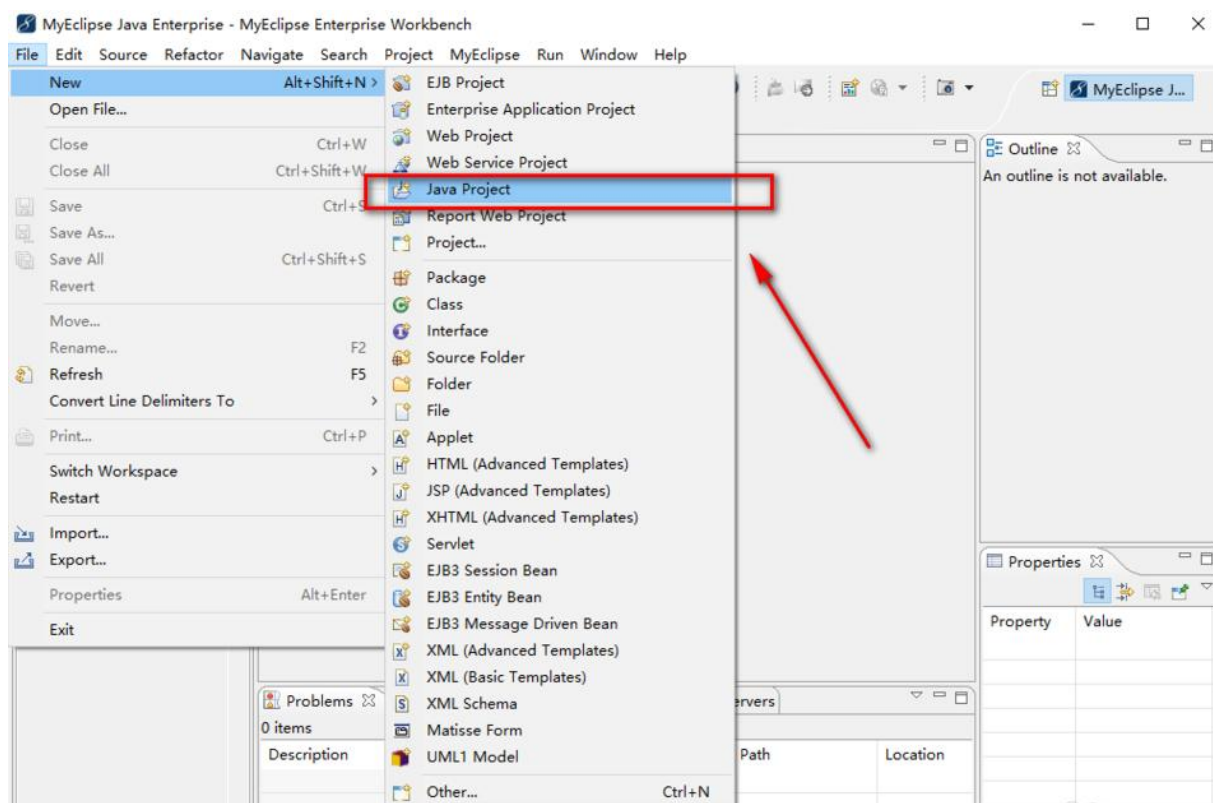 MyEclipse Java Enterprise - MyEclipse Enterprise Workbench
File Edit Source Refactor Navigate Search Project MyEclipse Run Window Help
MyEclipse J...
New Alt+Shift+N >
Open File...
Close Ctrl+W
Close All Ctrl+Shift+W
Save Ctrl+S
Save As...
Save All Ctrl+Shift+S
Revert
Move...
Rename... F2
Refresh F5
Convert Line Delimiters To >
Print... Ctrl+P
Switch Workspace >
Restart
Import...
Export...
Properties Alt+Enter
Exit
EJB Project
Enterprise Application Project
Web Project
Web Service Project
Java Project
Report Web Project
Project...
Package
Class
Interface
Source Folder
Folder
File
Applet
HTML (Advanced Templates)
JSP (Advanced Templates)
XHTML (Advanced Templates)
Servlet
EJB3 Session Bean
EJB3 Entity Bean
EJB3 Message Driven Bean
XML (Advanced Templates)
XML (Basic Templates)
XML Schema
Matisse Form
UML1 Model
Other... Ctrl+N
Outline
An outline is not available.
Properties
Property Value
Problems
ervers
0 items
Description Path Location